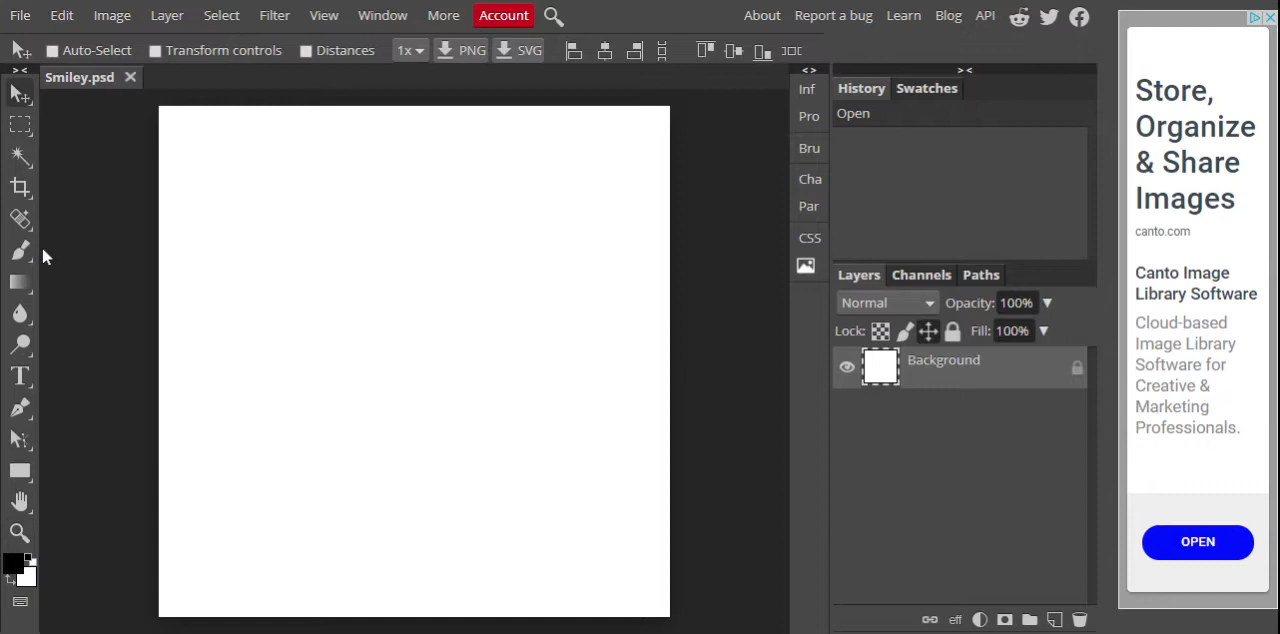 File Edit Image Layer Select Filter View Window More Account About Report a bug Learn Blog API
Auto-Select Transform controls Distances 1x PNG SVG
> < < > > <
Smiley.psd
Inf
Pro
Bru
Cha
Par
CSS
History Swatches
Open
Layers Channels Paths
Normal Opacity: 100%
Lock: Fill: 100%
Background
eff
Store,
Organize
& Share
Images
canto.com
Canto Image
Library Software
Cloud-based
Image Library
Software for
Creative &
Marketing
Professionals.
OPEN